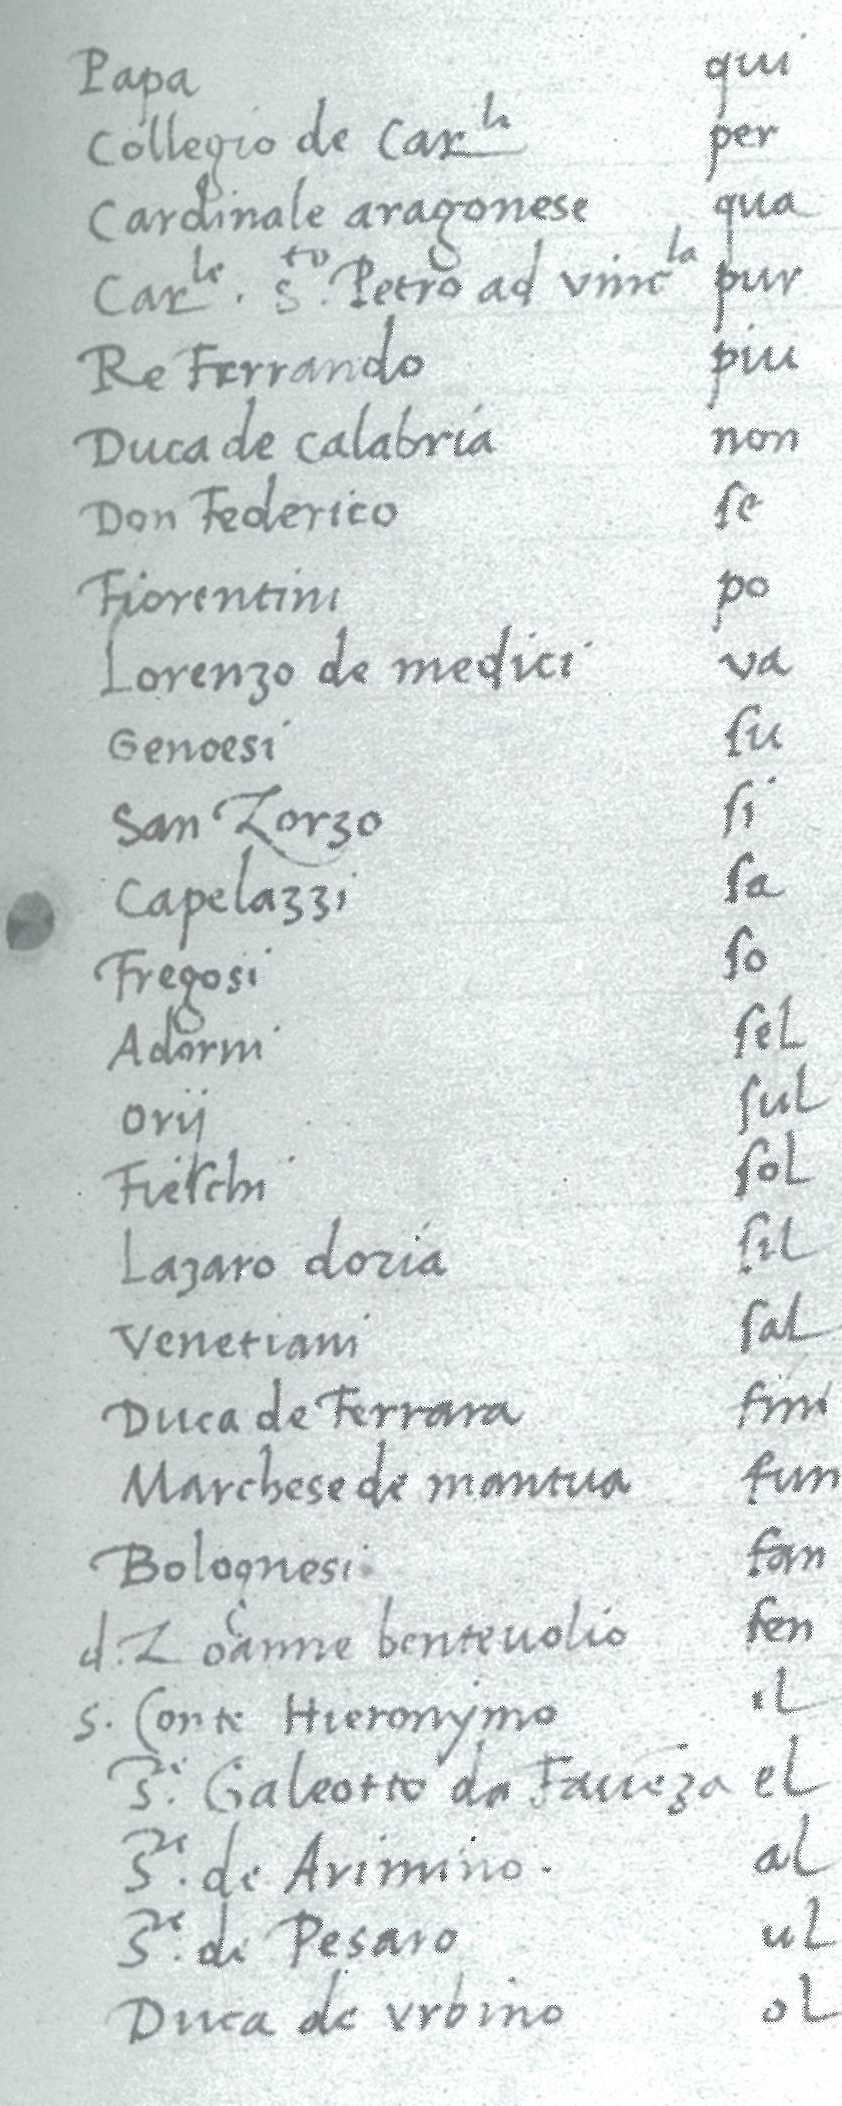 Papa qui
Collegio de Car.li per
Cardinale aragonese qua
Car.le . S.to Petro ad vinc.la pur
Re Ferrando piu
Duca de calabria non
Don Federico se
Fiorentini po
Lorenzo de medici va
Genoesi su
San Zorzo si
Capelazzi sa
Fregosi so
Adorni sel
Orij sul
Fieschi sol
Lazaro doria sil
Venetiani sal
Duca de Ferrara fin
Marchese de mantua fun
Bolognesi fan
d. Zoanne benteuolio fen
S. Conte Hieronymo il
S.r Galeotto da Faueza el
S.re de Arimino. al
S.re di Pesaro ul
Duca de Vrbino ol